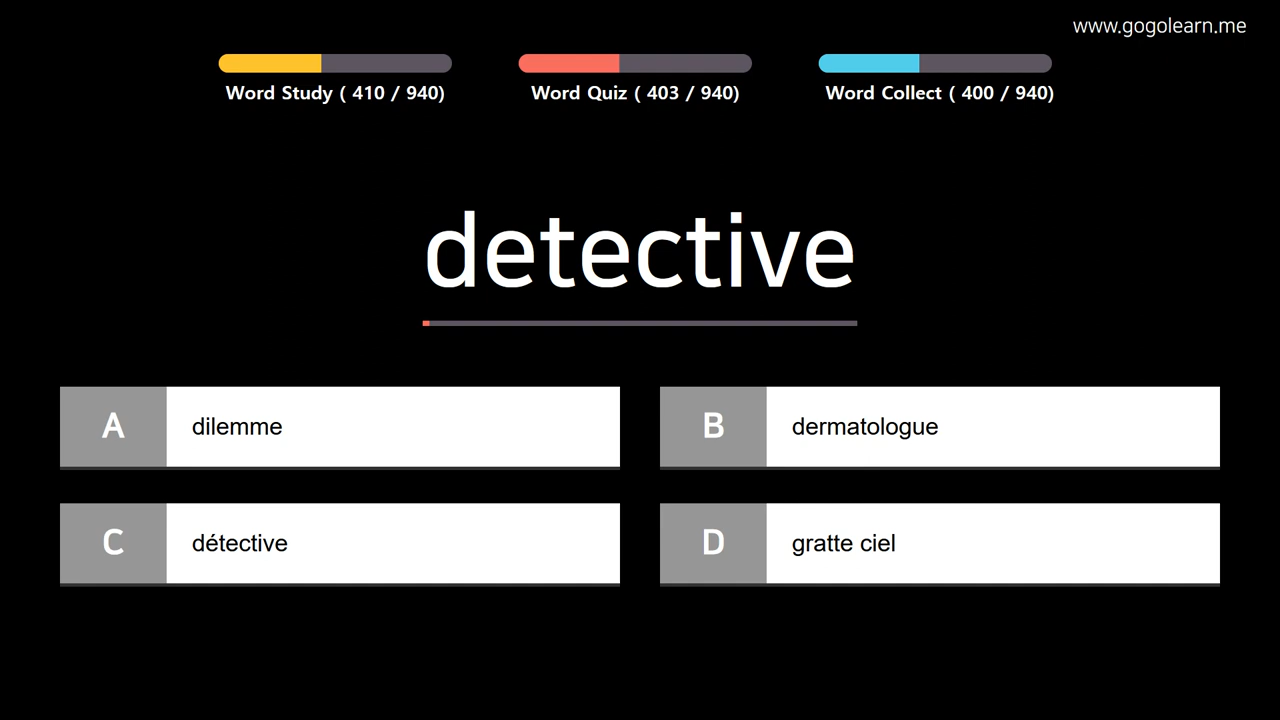 www.gogolearn.me
Word Study ( 410 / 940)
Word Quiz ( 403 / 940)
Word Collect ( 400 / 940)
detective
A dilemme
B dermatologue
C détective
D gratte ciel